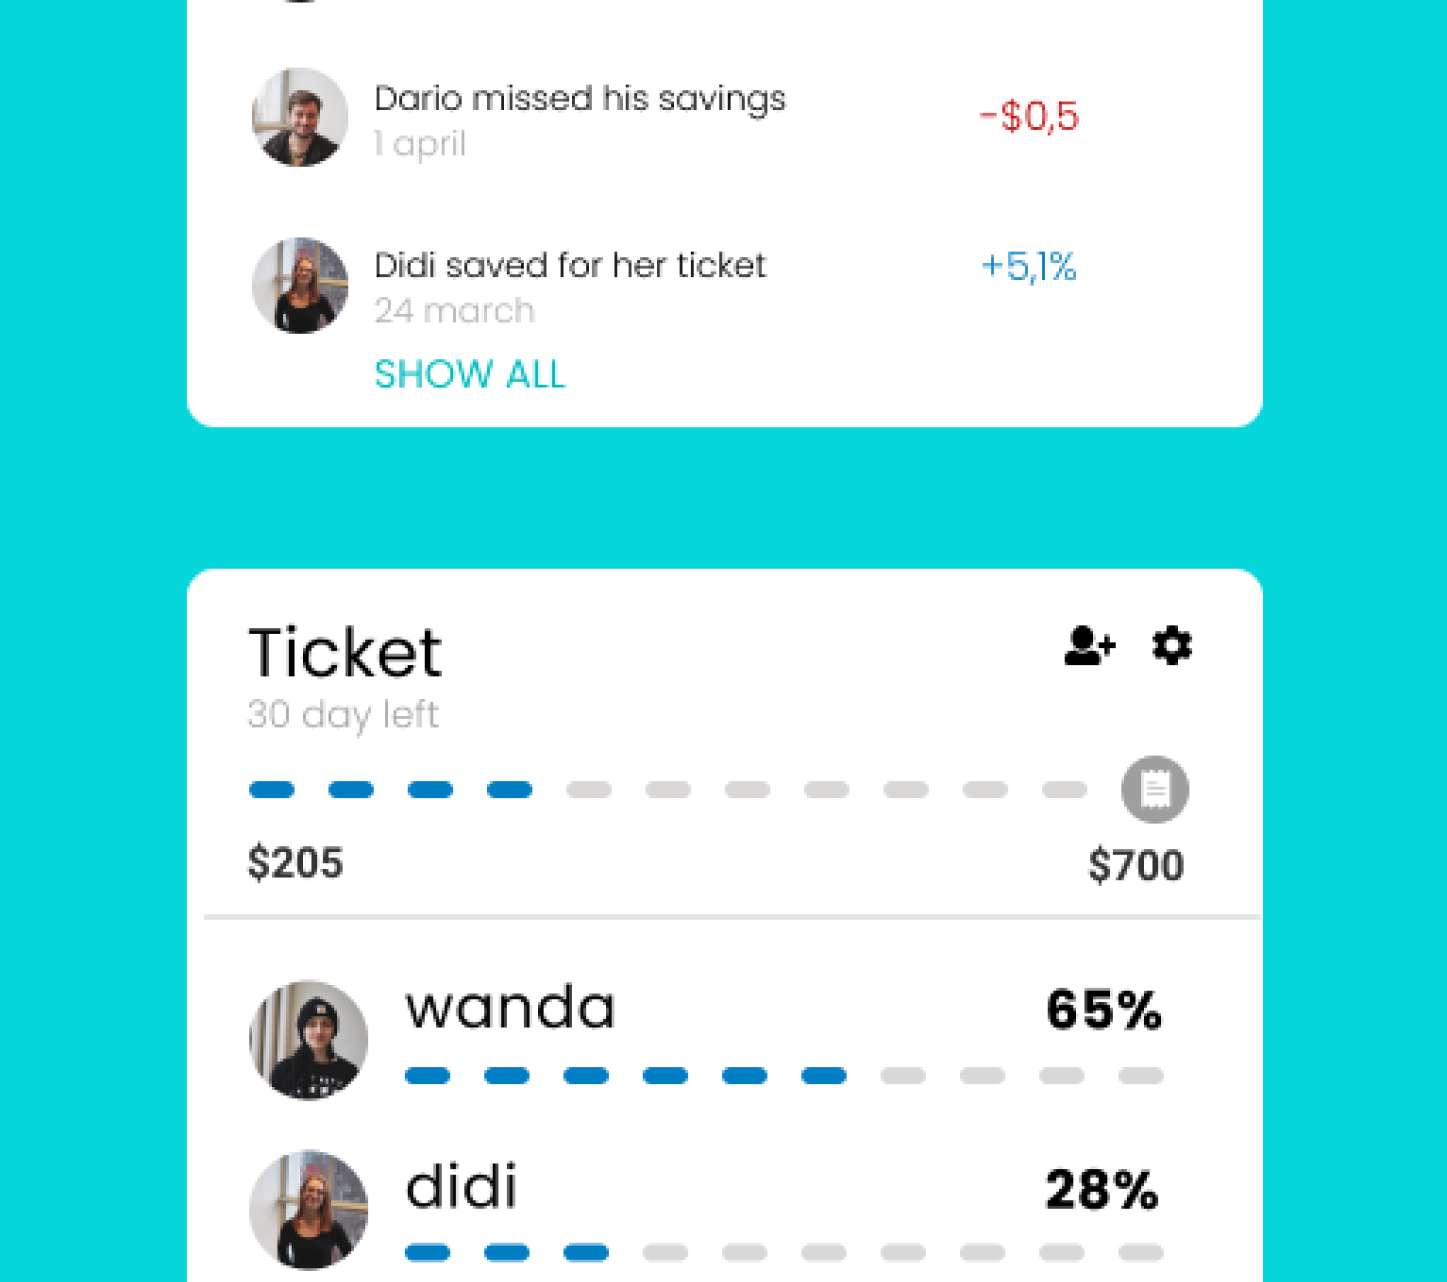 Dario missed his savings
1 april
-$0,5
Didi saved for her ticket
24 march
+5,1%
SHOW ALL
Ticket
30 day left
$205
$700
wanda
65%
didi
28%